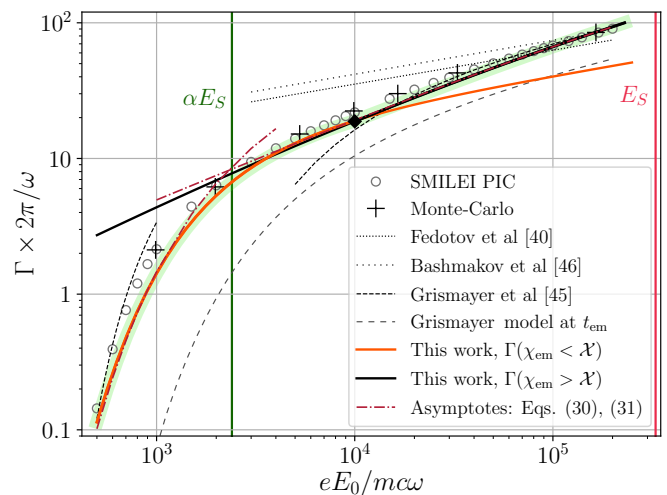 10²
10
1
0.1
Γ × 2π/ω
αE_S
E_S
SMILEI PIC
Monte-Carlo
Fedotov et al [40]
Bashmakov et al [46]
Grismayer et al [45]
Grismayer model at t_em
This work, Γ(χ_em < 𝒳)
This work, Γ(χ_em > 𝒳)
Asymptotes: Eqs. (30), (31)
10³
10⁴
10⁵
eE₀/mcω